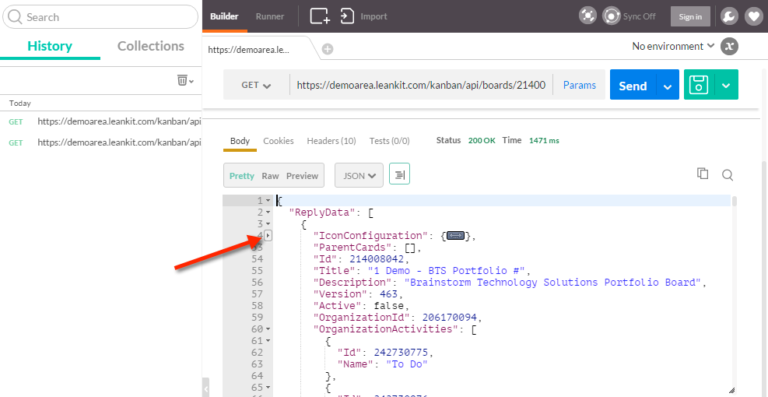 Search
History
Collections
Today
GET https://demoarea.leankit.com/kanban/api
GET https://demoarea.leankit.com/kanban/api
Builder
Runner
Import
Sync Off
Sign in
https://demoarea.le...
No environment
GET
https://demoarea.leankit.com/kanban/api/boards/21400
Params
Send
Body
Cookies
Headers (10)
Tests (0/0)
Status 200 OK
Time 1471 ms
Pretty
Raw
Preview
JSON
1 {
2 "ReplyData": [
3 {
4 "IconConfiguration": {},
53 "ParentCards": [],
54 "Id": 214008042,
55 "Title": "1 Demo - BTS Portfolio #",
56 "Description": "Brainstorm Technology Solutions Portfolio Board",
57 "Version": 463,
58 "Active": false,
59 "OrganizationId": 206170094,
60 "OrganizationActivities": [
61 {
62 "Id": 242730775,
63 "Name": "To Do"
64 },
65 {